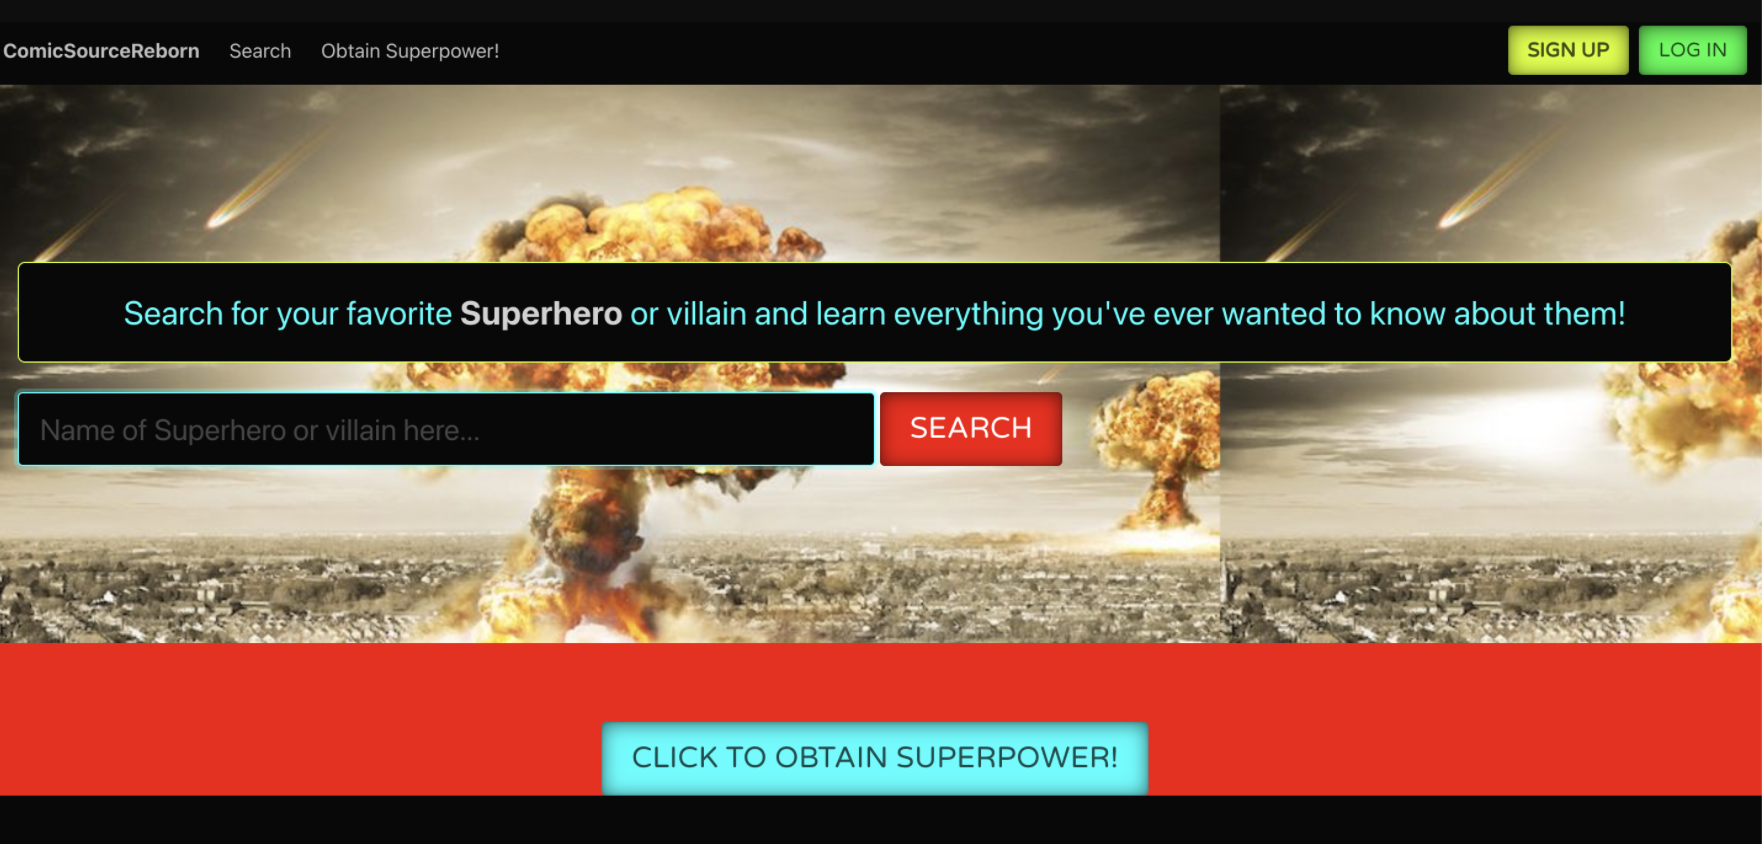 ComicSourceReborn Search Obtain Superpower! SIGN UP LOG IN
Search for your favorite Superhero or villain and learn everything you've ever wanted to know about them!
Name of Superhero or villain here... SEARCH
CLICK TO OBTAIN SUPERPOWER!